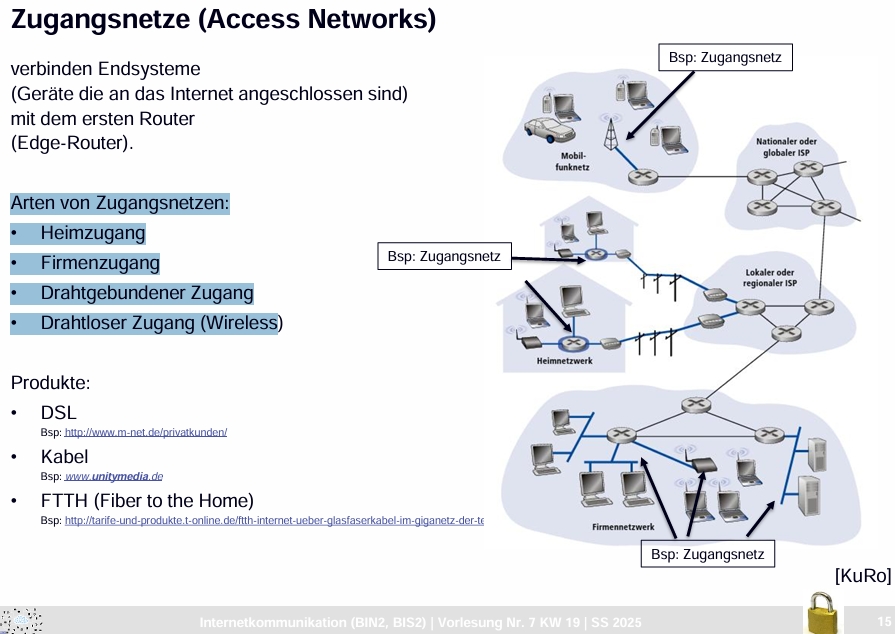 Zugangsnetze (Access Networks)
verbinden Endsysteme
(Geräte die an das Internet angeschlossen sind)
mit dem ersten Router
(Edge-Router).
Arten von Zugangsnetzen:
• Heimzugang
• Firmenzugang
• Drahtgebundener Zugang
• Drahtloser Zugang (Wireless)
Produkte:
• DSL
Bsp: http://www.m-net.de/privatkunden/
• Kabel
Bsp: www.unitymedia.de
• FTTH (Fiber to the Home)
Bsp: http://tarife-und-produkte.t-online.de/ftth-internet-ueber-glasfaserkabel-im-giganetz-der-te
Bsp: Zugangsnetz
Mobil-
funknetz
Nationaler oder
globaler ISP
Bsp: Zugangsnetz
Lokaler oder
regionaler ISP
Heimnetzwerk
Firmennetzwerk
Bsp: Zugangsnetz
[KuRo]
Internetkommunikation (BIN2, BIS2) | Vorlesung Nr. 7 KW 19 | SS 2025
15